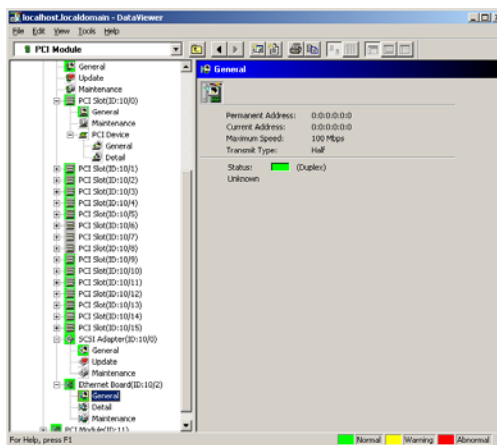 localhost.localdomain - DataViewer
File Edit View Tools Help
PCI Module
General
Update
Maintenance
PCI Slot(ID:10/0)
General
Maintenance
PCI Device
General
Detail
PCI Slot(ID:10/1)
PCI Slot(ID:10/2)
PCI Slot(ID:10/3)
PCI Slot(ID:10/4)
PCI Slot(ID:10/5)
PCI Slot(ID:10/6)
PCI Slot(ID:10/7)
PCI Slot(ID:10/8)
PCI Slot(ID:10/9)
PCI Slot(ID:10/10)
PCI Slot(ID:10/11)
PCI Slot(ID:10/12)
PCI Slot(ID:10/13)
PCI Slot(ID:10/14)
PCI Slot(ID:10/15)
SCSI Adapter(ID:10/0)
General
Update
Maintenance
Ethernet Board(ID:10/2)
General
Detail
Maintenance
PCI Module(ID:11)
General
Permanent Address: 0:0:0:0:0:0
Current Address: 0:0:0:0:0:0
Maximum Speed: 100 Mbps
Transmit Type: Half
Status: (Duplex)
Unknown
For Help, press F1
Normal Warning Abnormal